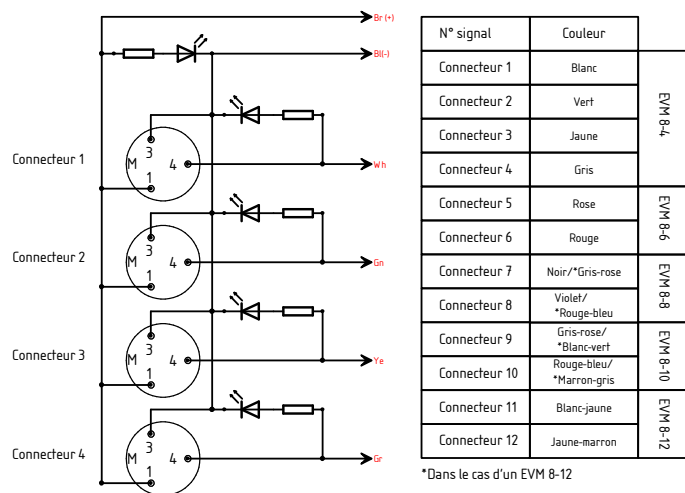 Br (+)
Bl(-)
Connecteur 1
M
3
4
1
Wh
Connecteur 2
M
3
4
1
Gn
Connecteur 3
M
3
4
1
Ye
Connecteur 4
M
3
4
1
Gr
N° signal Couleur
Connecteur 1 Blanc
Connecteur 2 Vert
Connecteur 3 Jaune
Connecteur 4 Gris
EVM 8-4
Connecteur 5 Rose
Connecteur 6 Rouge
EVM 8-6
Connecteur 7 Noir/*Gris-rose
Connecteur 8 Violet/
*Rouge-bleu
EVM 8-8
Connecteur 9 Gris-rose/
*Blanc-vert
Connecteur 10 Rouge-bleu/
*Marron-gris
EVM 8-10
Connecteur 11 Blanc-jaune
Connecteur 12 Jaune-marron
EVM 8-12
*Dans le cas d'un EVM 8-12